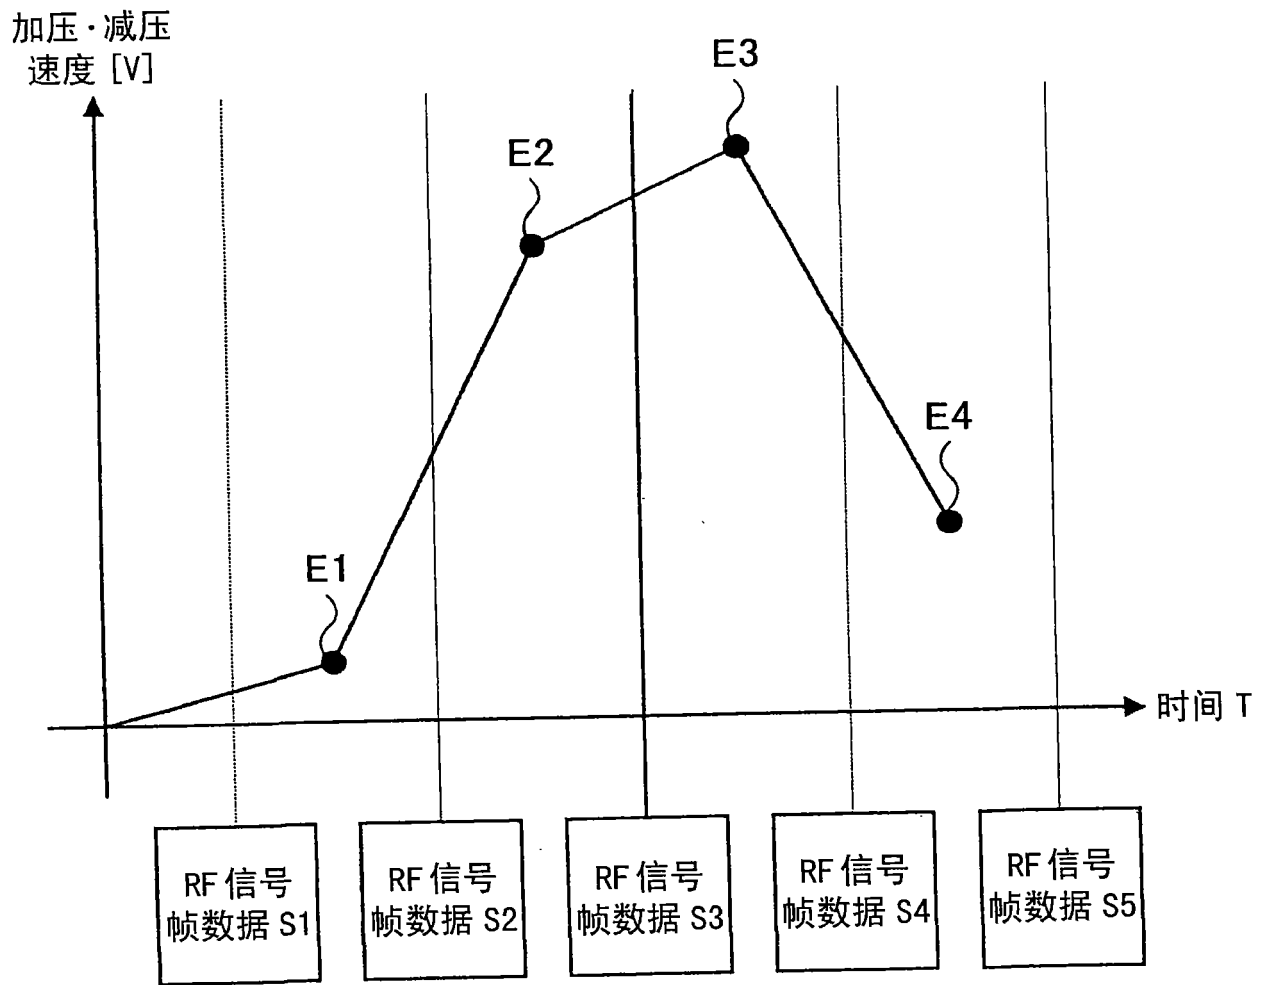 加压·减压
速度 [V]
E3
E2
E4
E1
时间 T
RF 信号
帧数据 S1
RF 信号
帧数据 S2
RF 信号
帧数据 S3
RF 信号
帧数据 S4
RF 信号
帧数据 S5